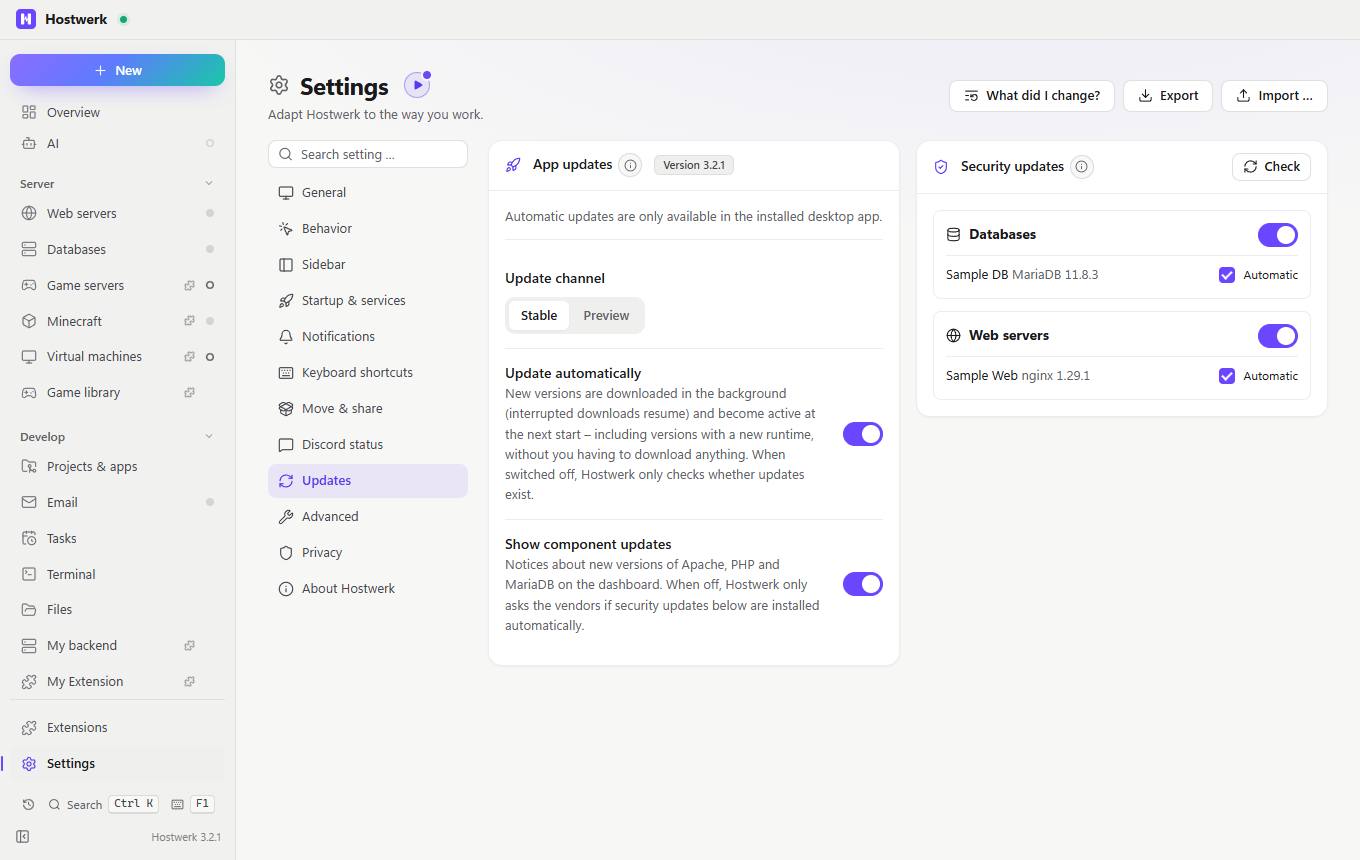 Hostwerk
New
Overview
AI
Server
Web servers
Databases
Game servers
Minecraft
Virtual machines
Game library
Develop
Projects & apps
Email
Tasks
Terminal
Files
My backend
My Extension
Extensions
Settings
Search Ctrl K F1
Hostwerk 3.2.1
Settings
Adapt Hostwerk to the way you work.
What did I change?
Export
Import ...
Search setting ...
General
Behavior
Sidebar
Startup & services
Notifications
Keyboard shortcuts
Move & share
Discord status
Updates
Advanced
Privacy
About Hostwerk
App updates Version 3.2.1
Automatic updates are only available in the installed desktop app.
Update channel
Stable Preview
Update automatically
New versions are downloaded in the background
(interrupted downloads resume) and become active at
the next start – including versions with a new runtime,
without you having to download anything. When
switched off, Hostwerk only checks whether updates
exist.
Show component updates
Notices about new versions of Apache, PHP and
MariaDB on the dashboard. When off, Hostwerk only
asks the vendors if security updates below are installed
automatically.
Security updates Check
Databases
Sample DB MariaDB 11.8.3 Automatic
Web servers
Sample Web nginx 1.29.1 Automatic